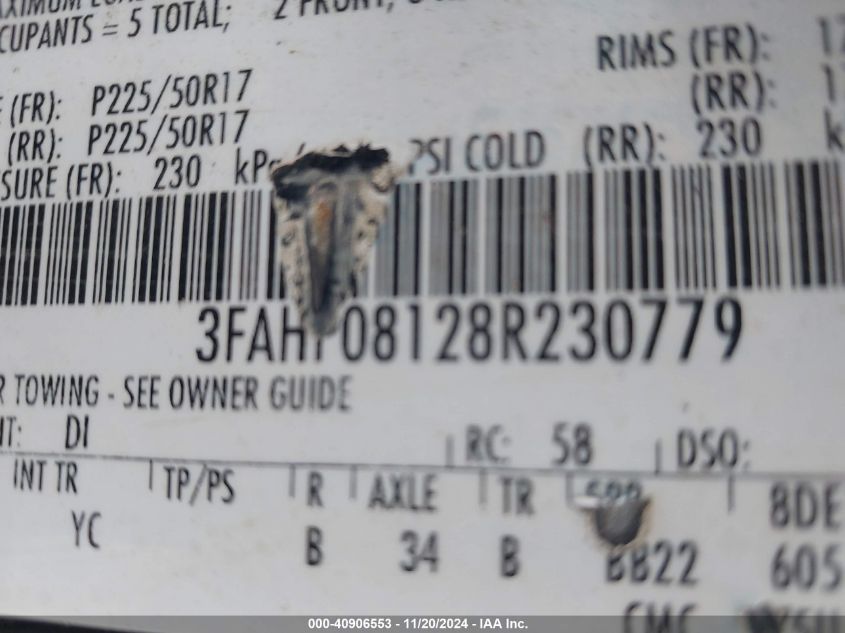 CUPANTS = 5 TOTAL; 2 FRONT,
RIMS (FR):
(FR): P225/50R17
(RR):
(RR): P225/50R17
SURE (FR): 230 PSI COLD (RR): 230
08128R230779
TOWING - SEE OWNER GUIDE
DI
RC: 58 DSO:
INT TR TP/PS R AXLE TR
8DE
YC B 34 B BB22 605
000-40906553 - 11/20/2024 - IAA Inc.